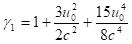 γ₁ = 1 + 3u₀²/2c² + 15u₀⁴/8c⁴